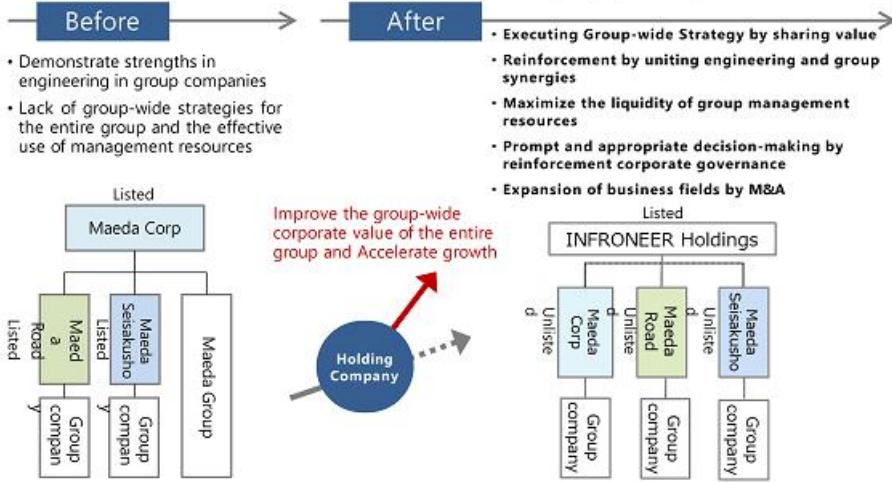 Before
After
• Demonstrate strengths in
engineering in group companies
• Lack of group-wide strategies for
the entire group and the effective
use of management resources
• Executing Group-wide Strategy by sharing value
• Reinforcement by uniting engineering and group
synergies
• Maximize the liquidity of group management
resources
• Prompt and appropriate decision-making by
reinforcement corporate governance
• Expansion of business fields by M&A
Listed
Maeda Corp
Listed
Maed
a
Road
Listed
Maeda
Seisakusho
Maeda Group
Group
compan
y
Group
compan
y
Improve the group-wide
corporate value of the entire
group and Accelerate growth
Holding
Company
Listed
INFRONEER Holdings
Unliste
d
Maeda
Corp
Unliste
d
Maeda
Road
Unliste
d
Maeda
Seisakusho
Group
company
Group
company
Group
company